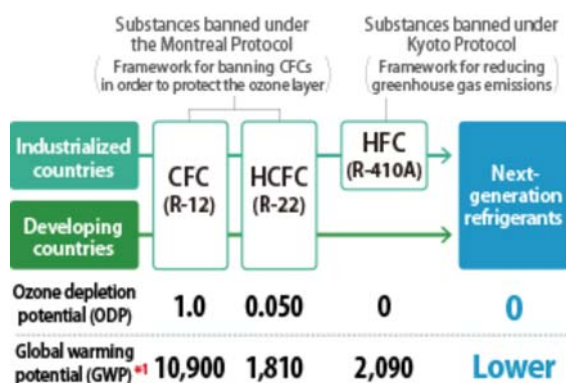 Substances banned under
the Montreal Protocol
(Framework for banning CFCs
in order to protect the ozone layer)
Substances banned under
Kyoto Protocol
(Framework for reducing
greenhouse gas emissions)
Industrialized
countries
Developing
countries
CFC
(R-12)
HCFC
(R-22)
HFC
(R-410A)
Next-
generation
refrigerants
Ozone depletion
potential (ODP) 1.0 0.050 0 0
Global warming
potential (GWP) *1 10,900 1,810 2,090 Lower